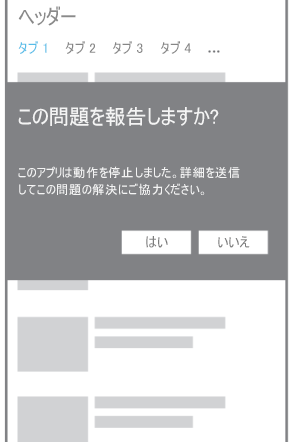 ヘッダー
タブ 1 タブ 2 タブ 3 タブ 4 ...
この問題を報告しますか?
このアプリは動作を停止しました。詳細を送信
してこの問題の解決にご協力ください。
はい いいえ